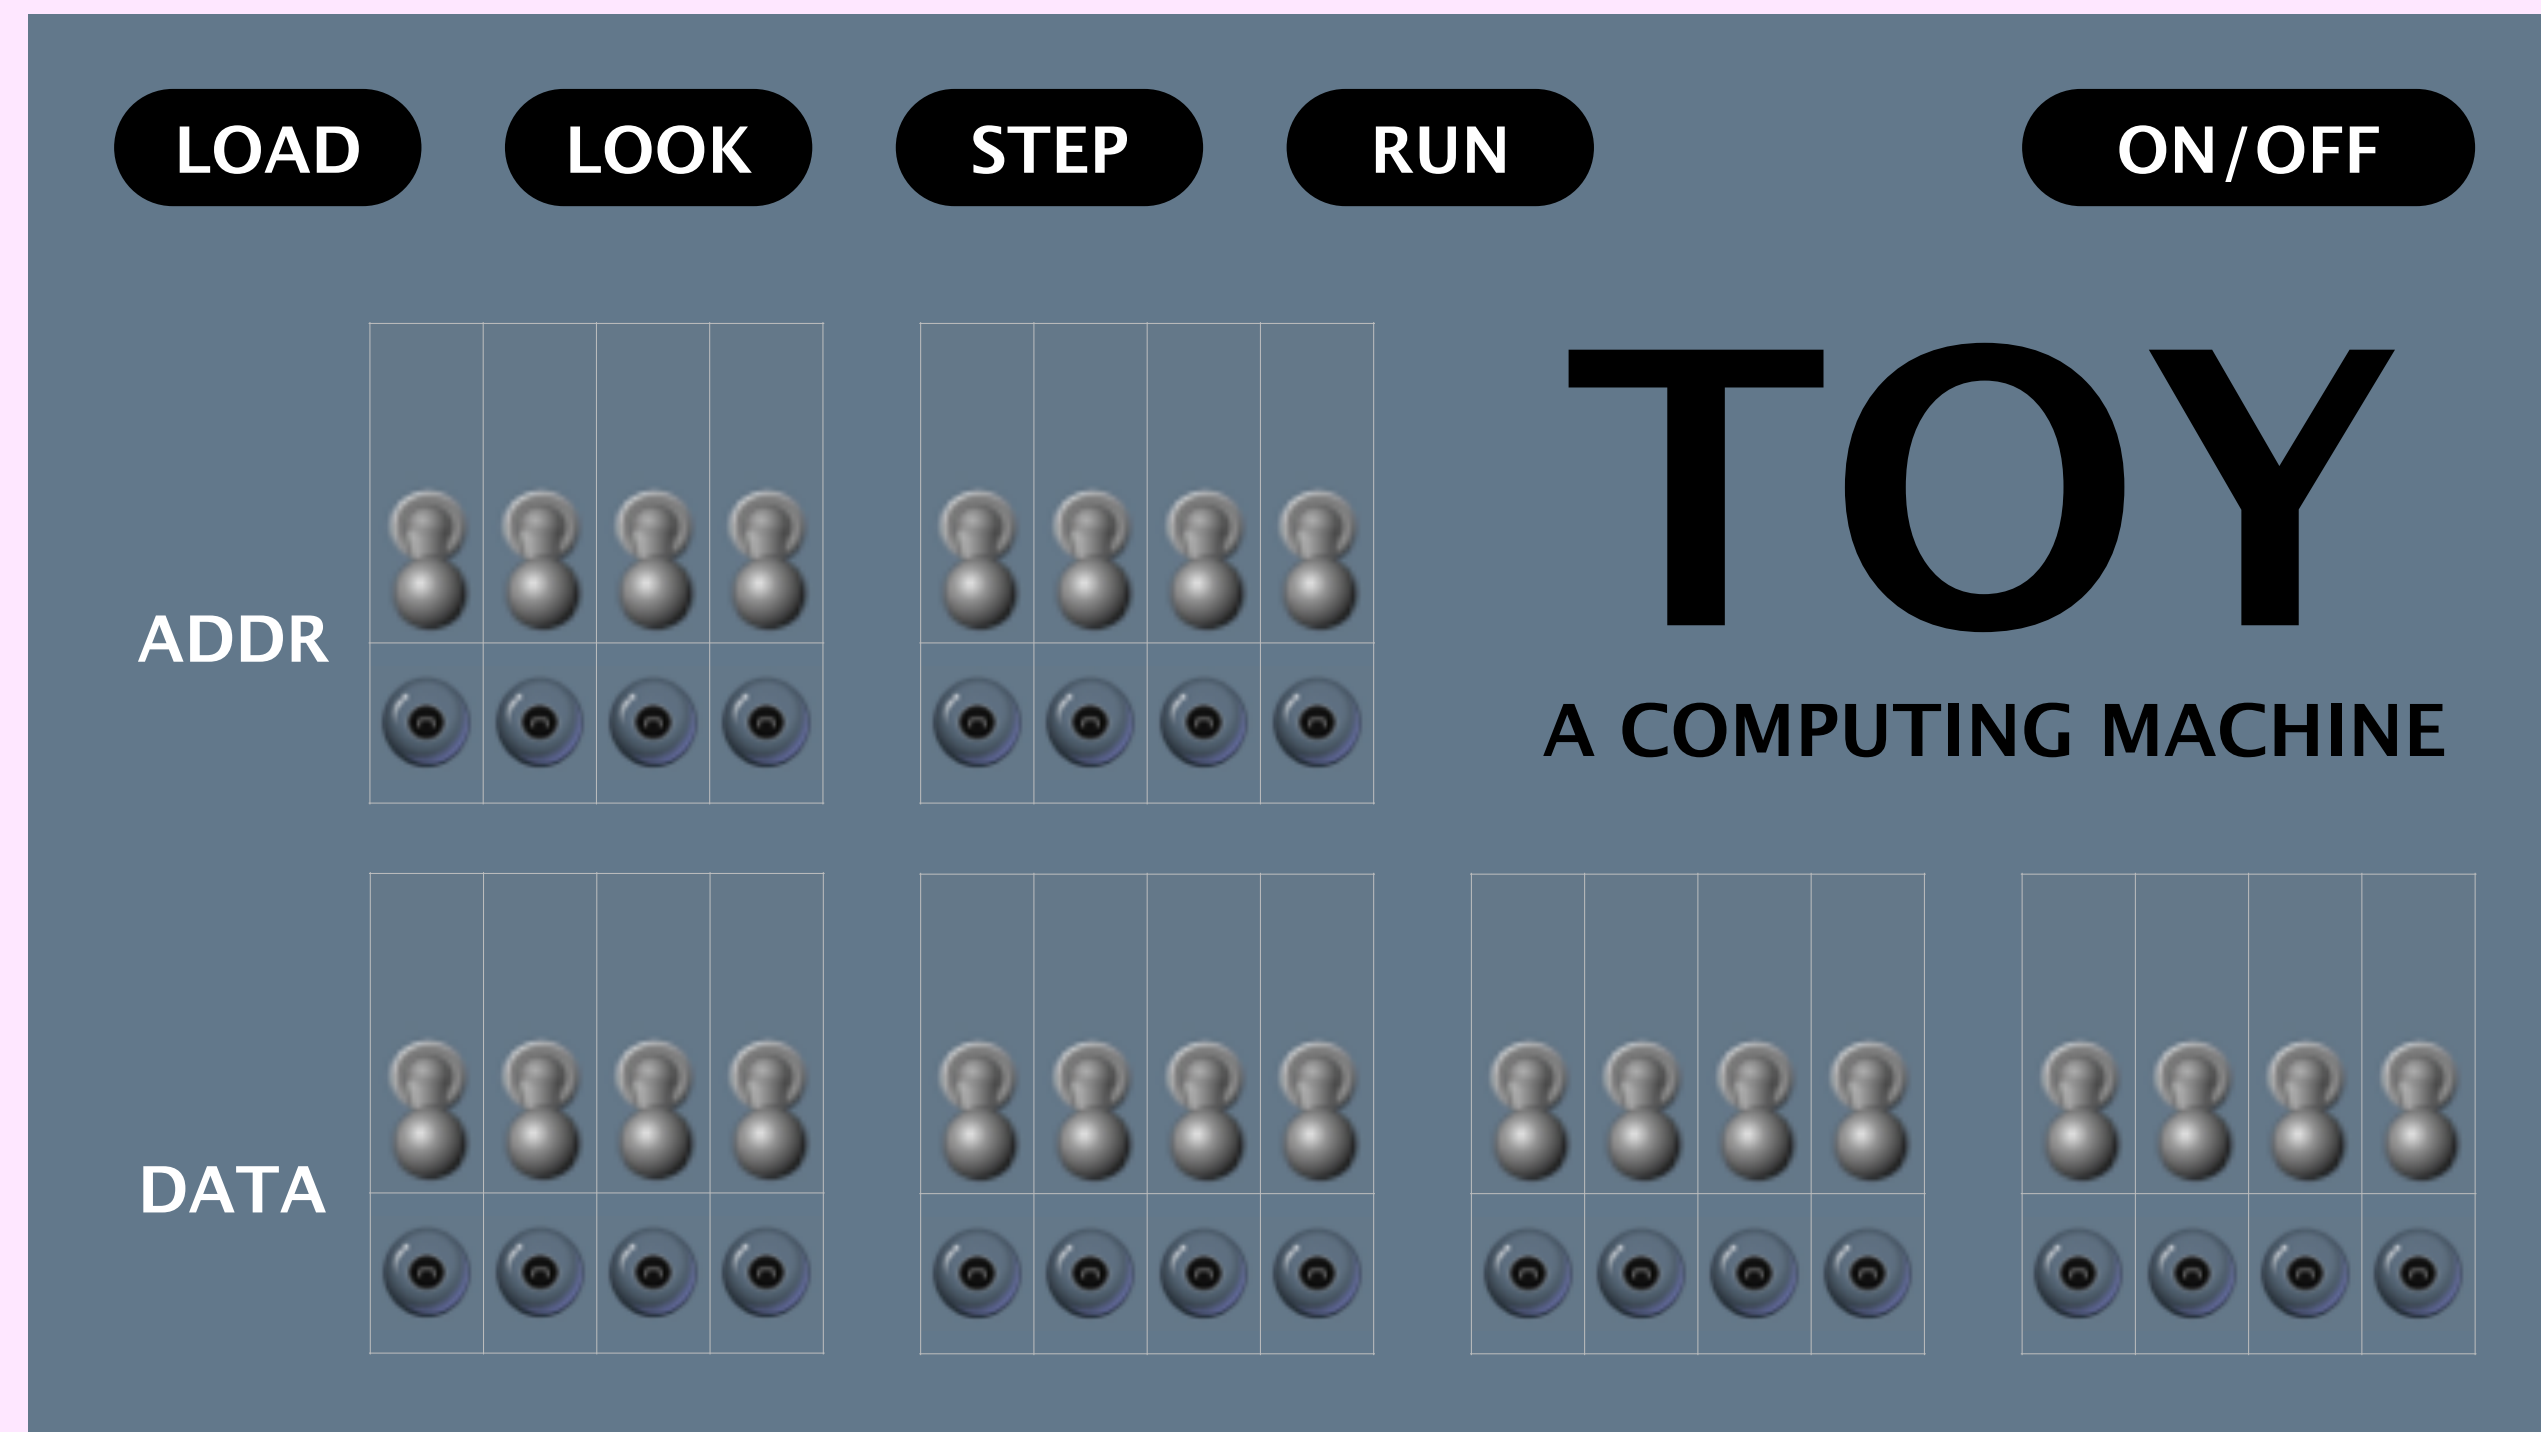 LOAD LOOK STEP RUN ON/OFF
TOY
ADDR
A COMPUTING MACHINE
DATA